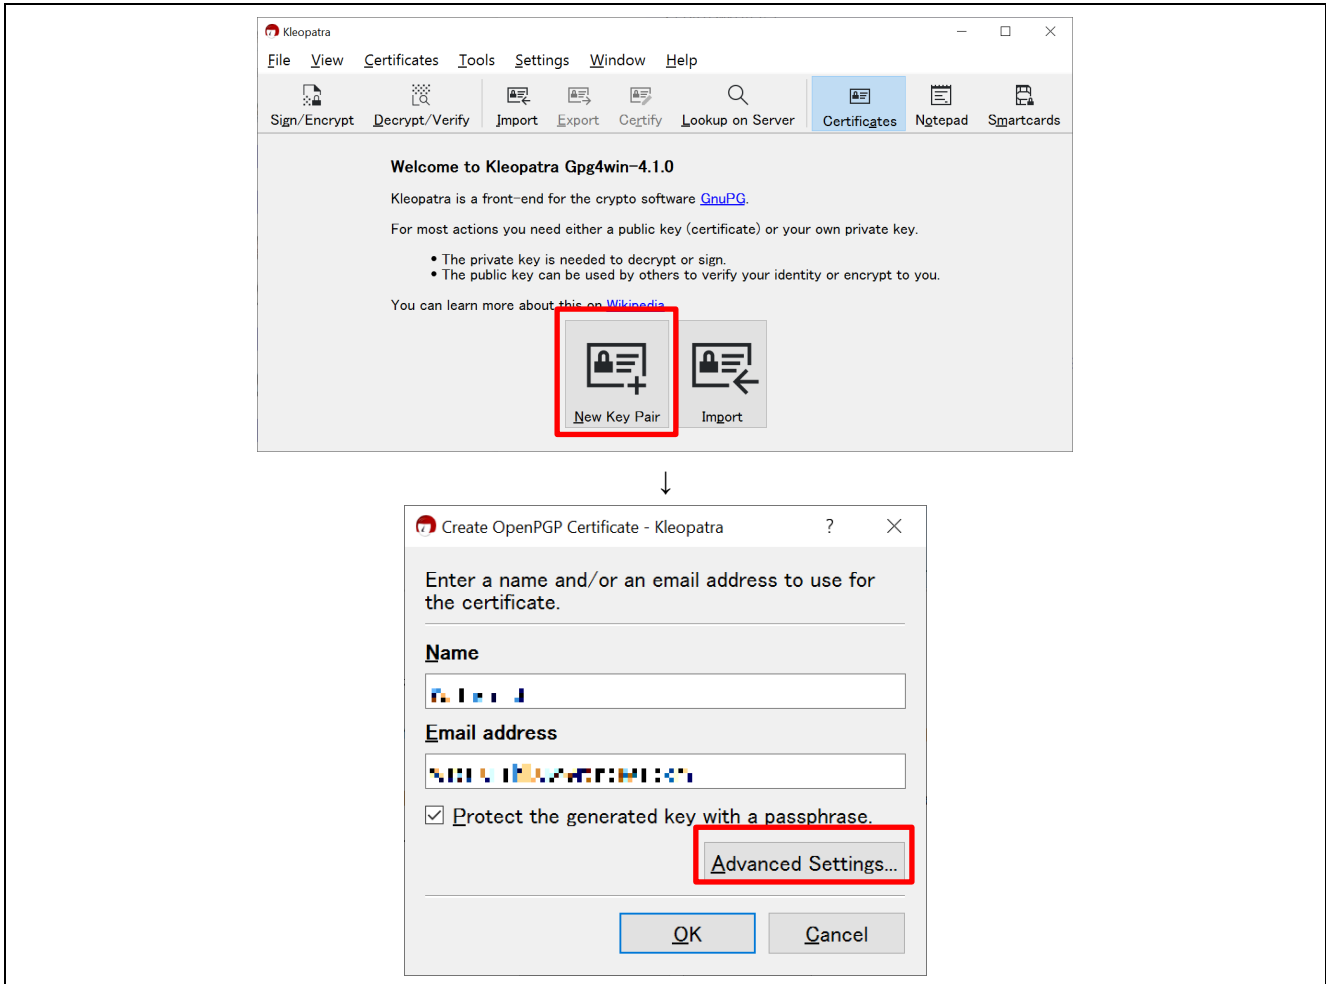 Kleopatra
File View Certificates Tools Settings Window Help
Sign/Encrypt Decrypt/Verify Import Export Certify Lookup on Server Certificates Notepad Smartcards
Welcome to Kleopatra Gpg4win-4.1.0
Kleopatra is a front-end for the crypto software GnuPG.
For most actions you need either a public key (certificate) or your own private key.
• The private key is needed to decrypt or sign.
• The public key can be used by others to verify your identity or encrypt to you.
You can learn more about this on Wikipedia
New Key Pair Import
↓
Create OpenPGP Certificate - Kleopatra ?
Enter a name and/or an email address to use for
the certificate.
Name
Email address
Protect the generated key with a passphrase.
Advanced Settings...
OK Cancel